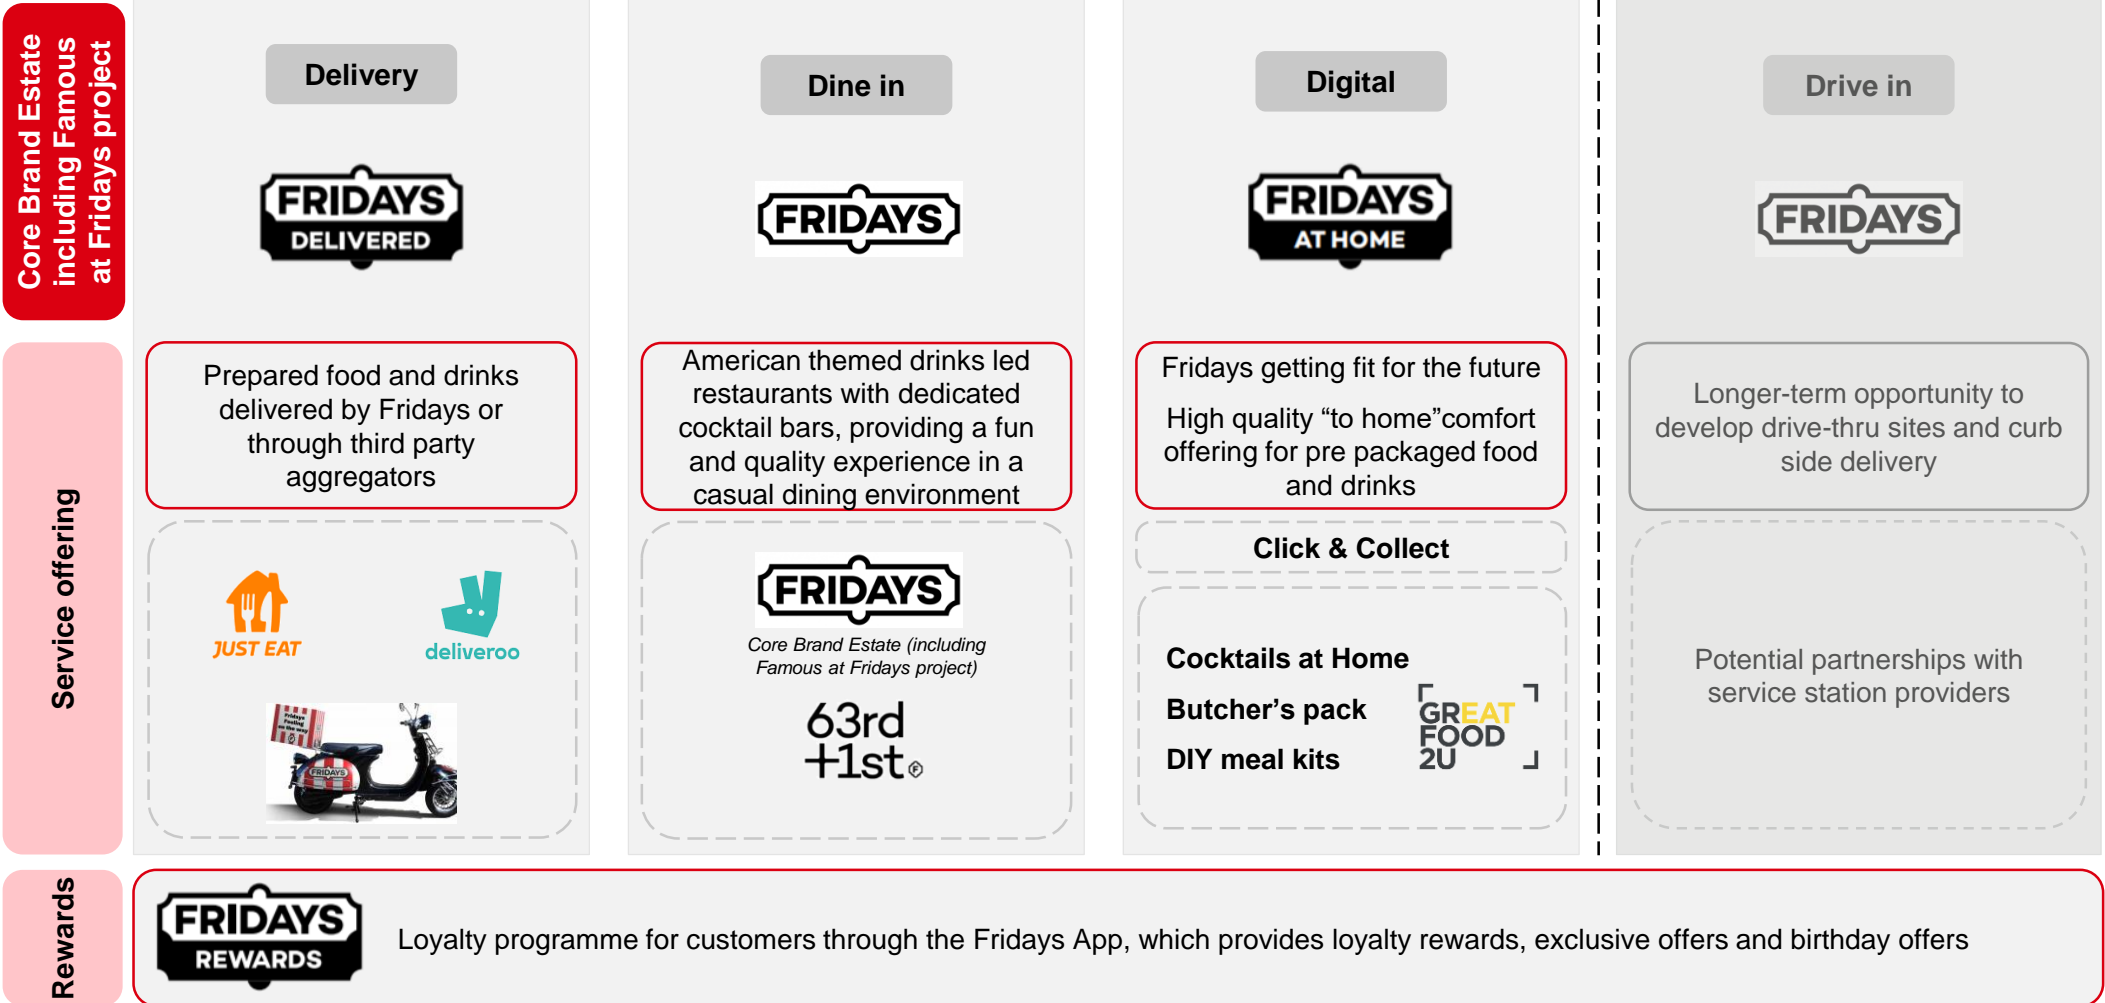 Core Brand Estate
including Famous
at Fridays project
Delivery
FRIDAYS
DELIVERED
Dine in
FRIDAYS
Digital
FRIDAYS
AT HOME
Drive in
FRIDAYS
Service offering
Prepared food and drinks
delivered by Fridays or
through third party
aggregators
JUST EAT
deliveroo
Fridays
Feeling
on the way
FRIDAYS
American themed drinks led
restaurants with dedicated
cocktail bars, providing a fun
and quality experience in a
casual dining environment
FRIDAYS
Core Brand Estate (including
Famous at Fridays project)
63rd
+1st
Fridays getting fit for the future
High quality “to home”comfort
offering for pre packaged food
and drinks
Click & Collect
Cocktails at Home
Butcher’s pack
DIY meal kits
GREAT
FOOD
2U
Longer-term opportunity to
develop drive-thru sites and curb
side delivery
Potential partnerships with
service station providers
Rewards
FRIDAYS
REWARDS
Loyalty programme for customers through the Fridays App, which provides loyalty rewards, exclusive offers and birthday offers